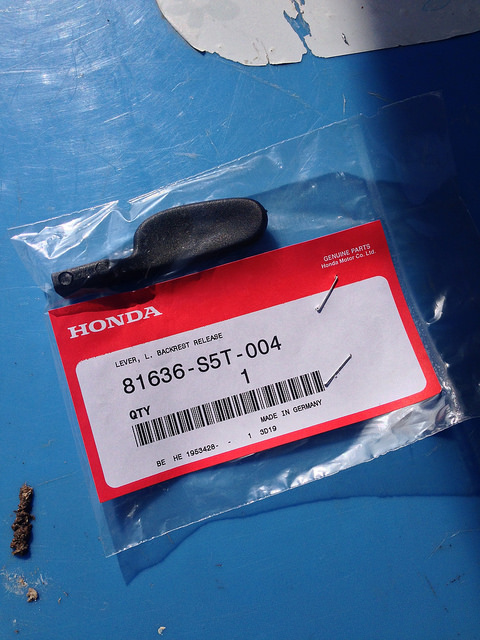 GENUINE PARTS
Honda Motor Co. Ltd.
HONDA
LEVER, L. BACKREST RELEASE
81636-S5T-004
QTY 1
MADE IN GERMANY
BE HE 1953428- - 1 3D19